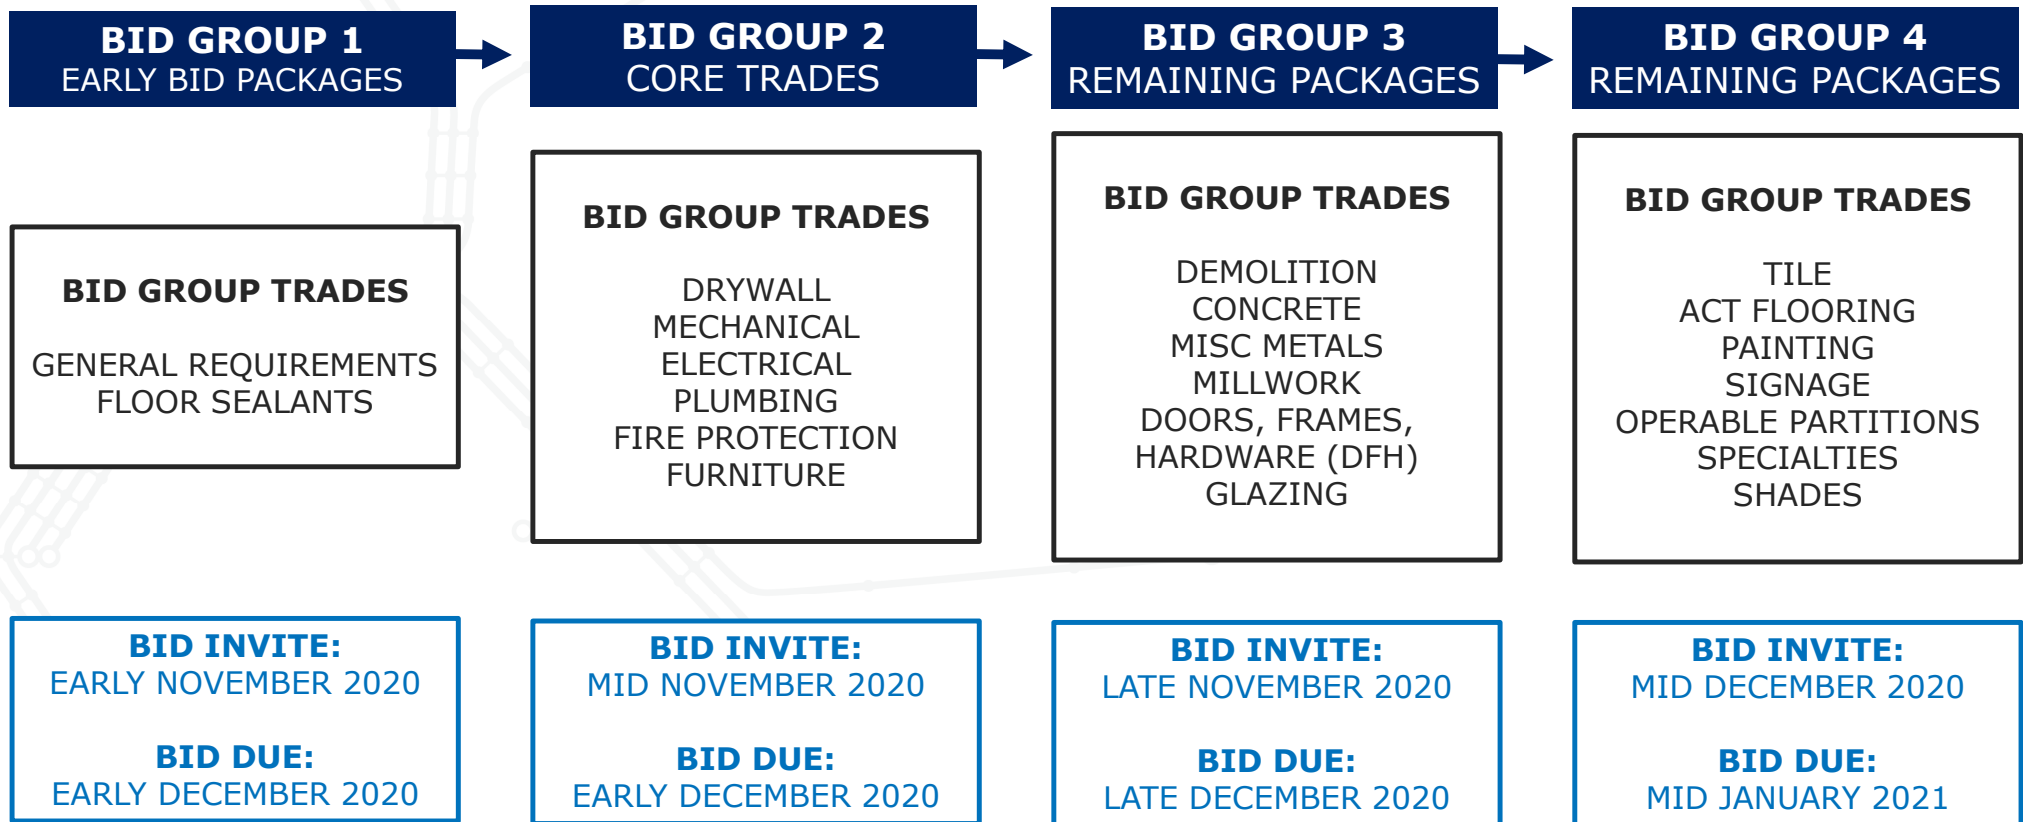 BID GROUP 1
EARLY BID PACKAGES
BID GROUP 2
CORE TRADES
BID GROUP 3
REMAINING PACKAGES
BID GROUP 4
REMAINING PACKAGES
BID GROUP TRADES
GENERAL REQUIREMENTS
FLOOR SEALANTS
BID GROUP TRADES
DRYWALL
MECHANICAL
ELECTRICAL
PLUMBING
FIRE PROTECTION
FURNITURE
BID GROUP TRADES
DEMOLITION
CONCRETE
MISC METALS
MILLWORK
DOORS, FRAMES,
HARDWARE (DFH)
GLAZING
BID GROUP TRADES
TILE
ACT FLOORING
PAINTING
SIGNAGE
OPERABLE PARTITIONS
SPECIALTIES
SHADES
BID INVITE:
EARLY NOVEMBER 2020
BID DUE:
EARLY DECEMBER 2020
BID INVITE:
MID NOVEMBER 2020
BID DUE:
EARLY DECEMBER 2020
BID INVITE:
LATE NOVEMBER 2020
BID DUE:
LATE DECEMBER 2020
BID INVITE:
MID DECEMBER 2020
BID DUE:
MID JANUARY 2021